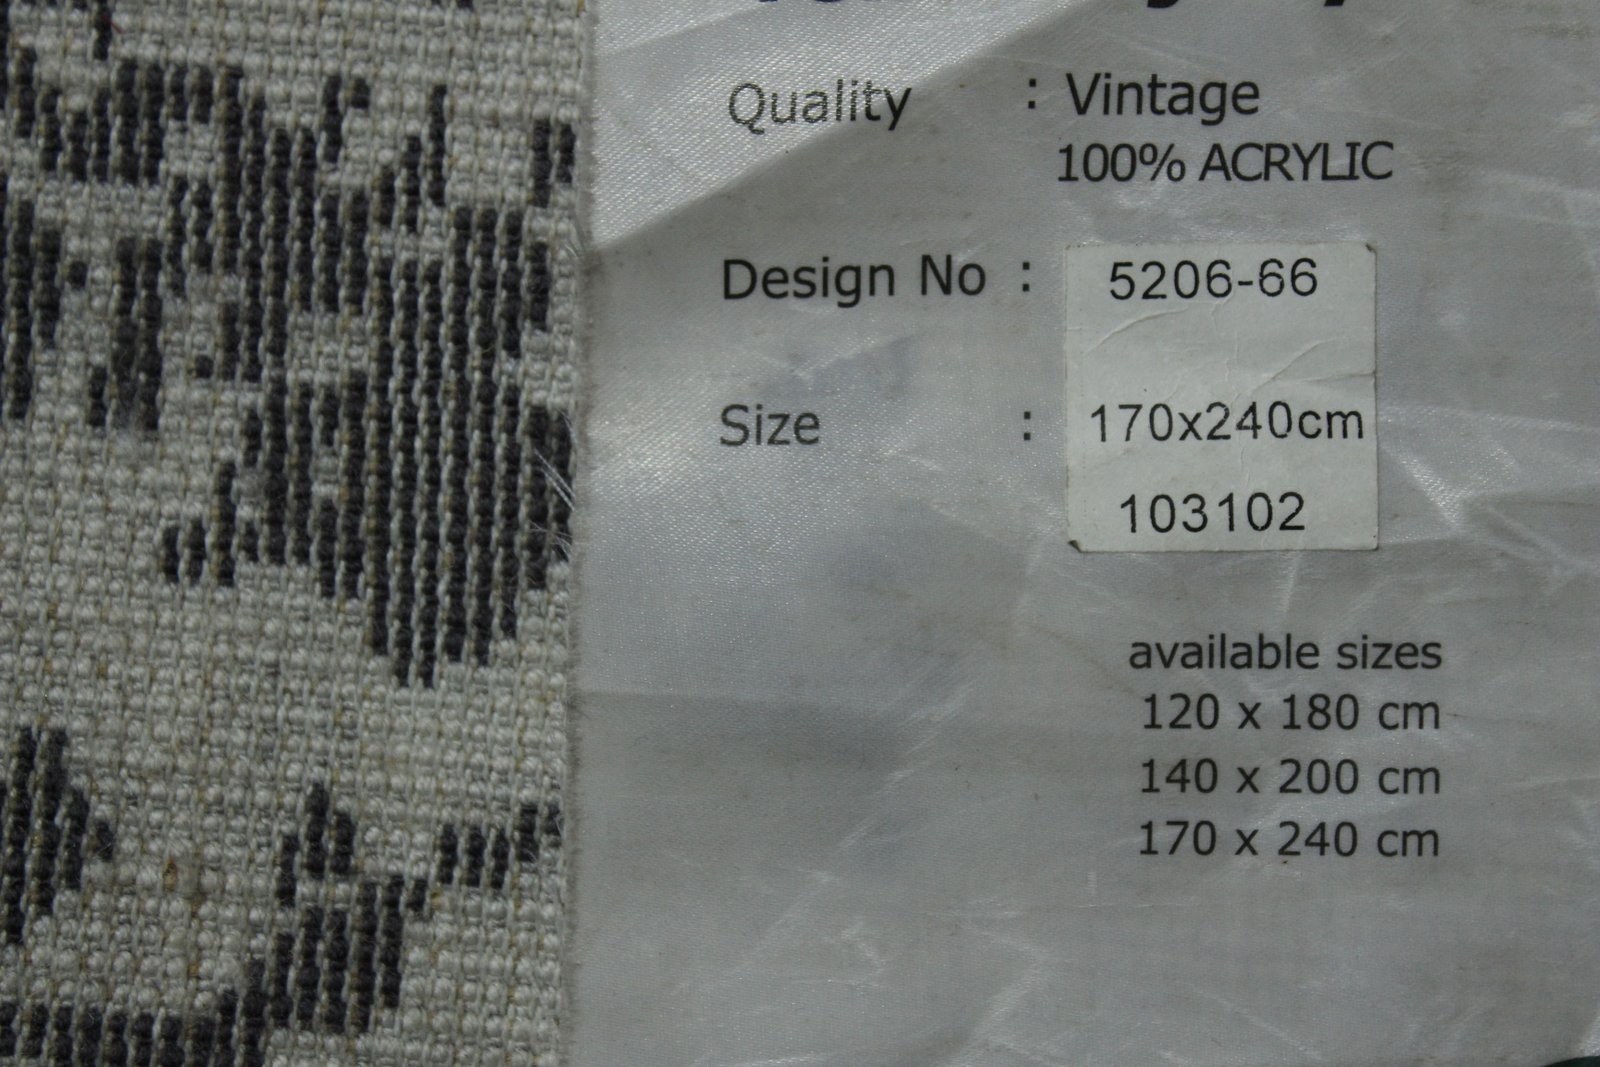 Quality : Vintage
100% ACRYLIC
Design No : 5206-66
Size : 170x240cm
103102
available sizes
120 x 180 cm
140 x 200 cm
170 x 240 cm